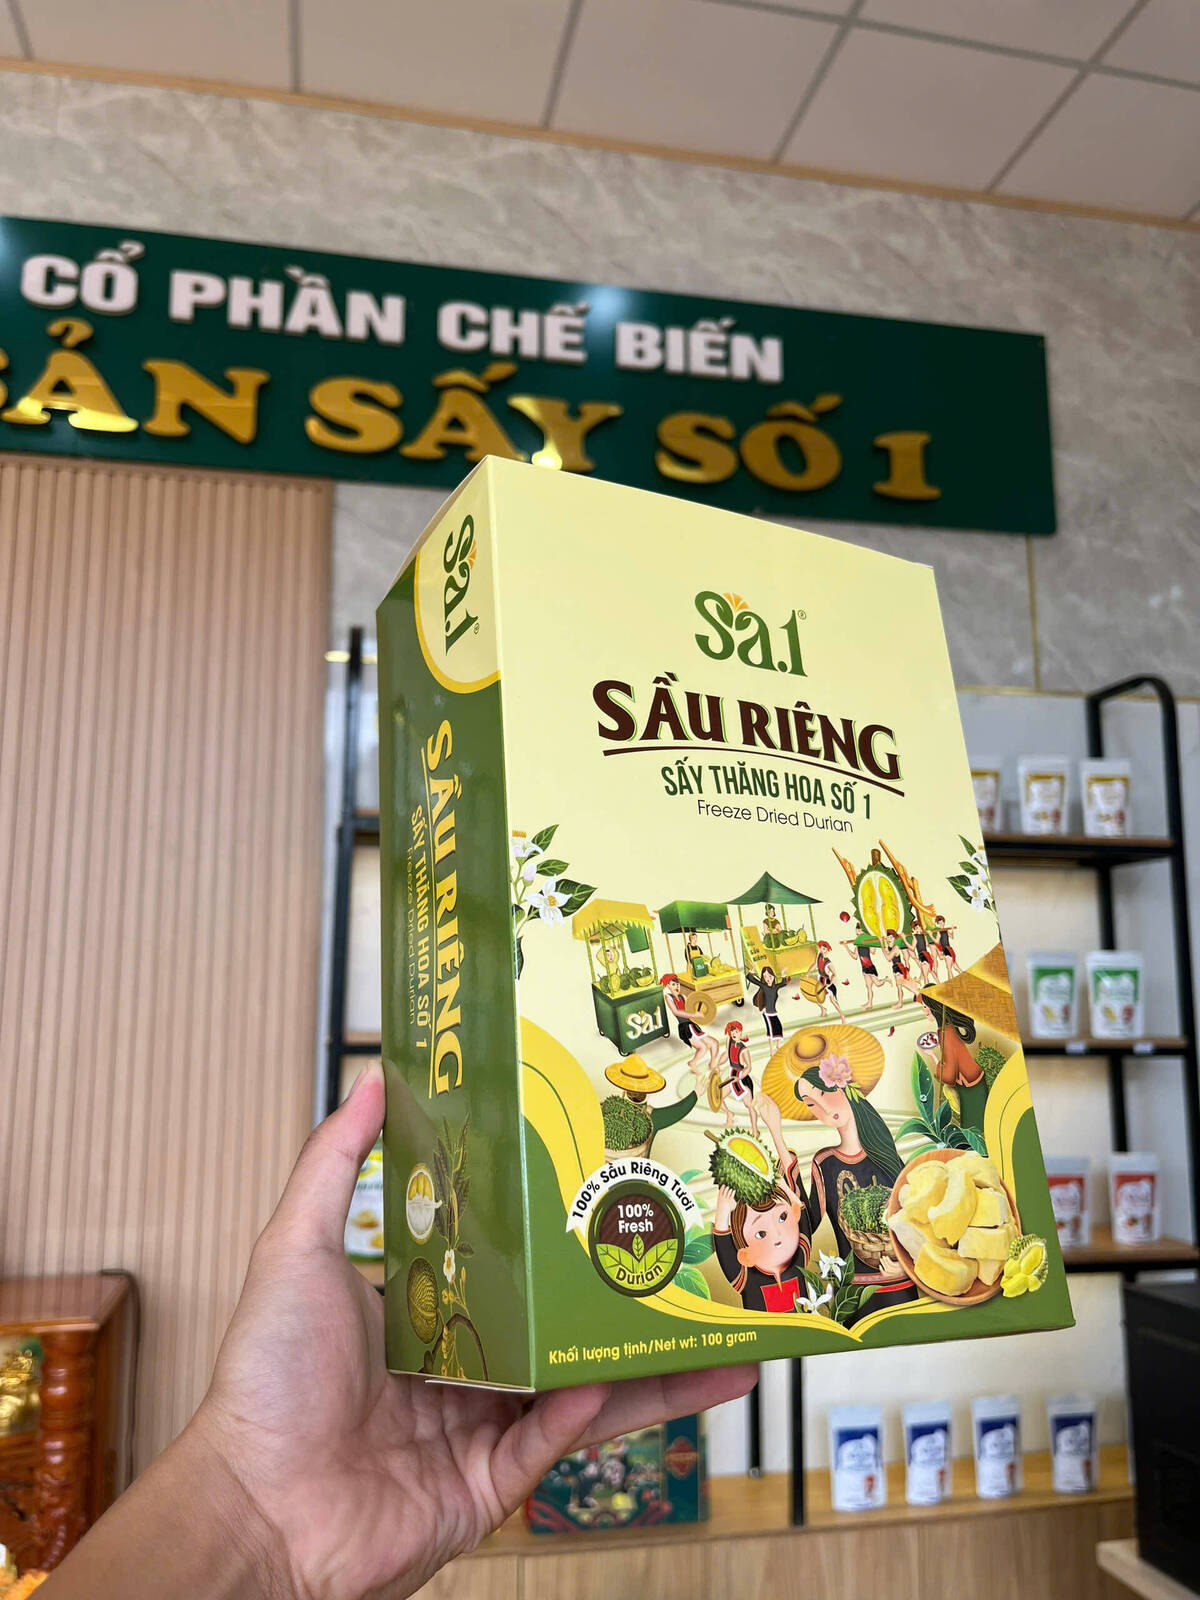 CỔ PHẦN CHẾ BIẾN
SẢN SẤY SỐ 1
Sa.1®
SẦU RIÊNG
SẤY THĂNG HOA SỐ 1
Freeze Dried Durian
Sa.1®
SẦU RIÊNG
SẤY THĂNG HOA SỐ 1
Freeze Dried Durian
Sa.1
100% Sầu Riêng Tươi
100%
Fresh
Durian
Khối lượng tịnh/Net wt: 100 gram